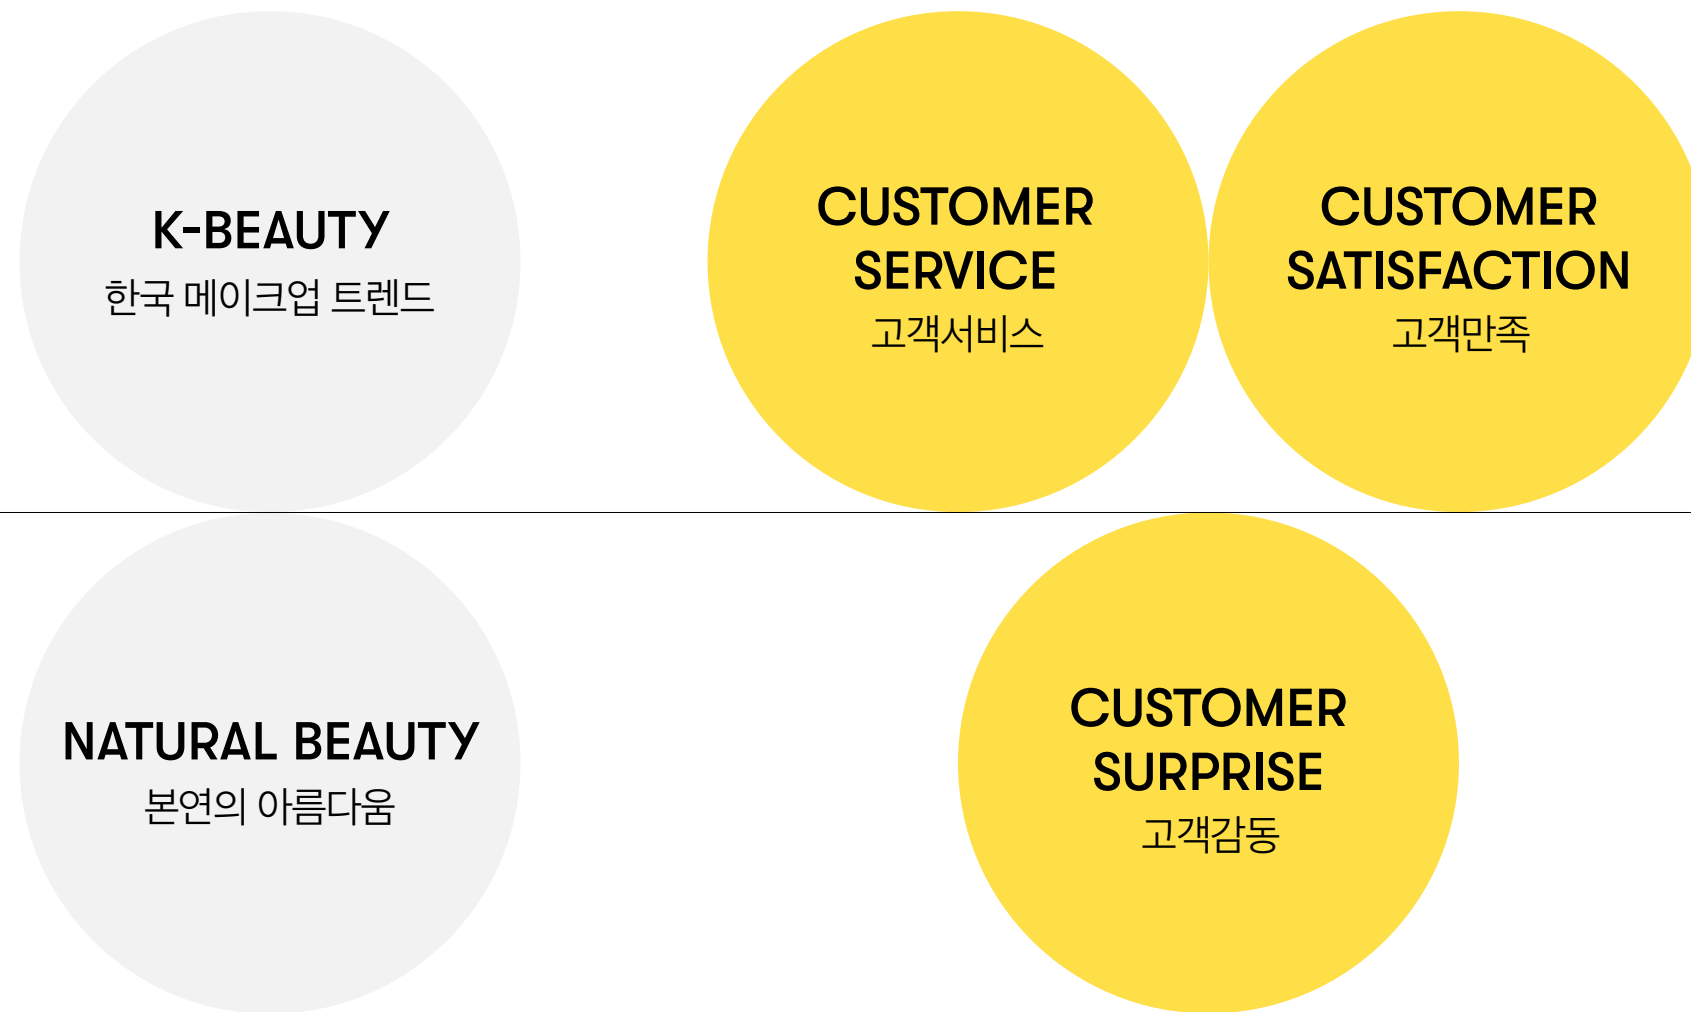 K-BEAUTY
한국 메이크업 트렌드
CUSTOMER
SERVICE
고객서비스
CUSTOMER
SATISFACTION
고객만족
NATURAL BEAUTY
본연의 아름다움
CUSTOMER
SURPRISE
고객감동